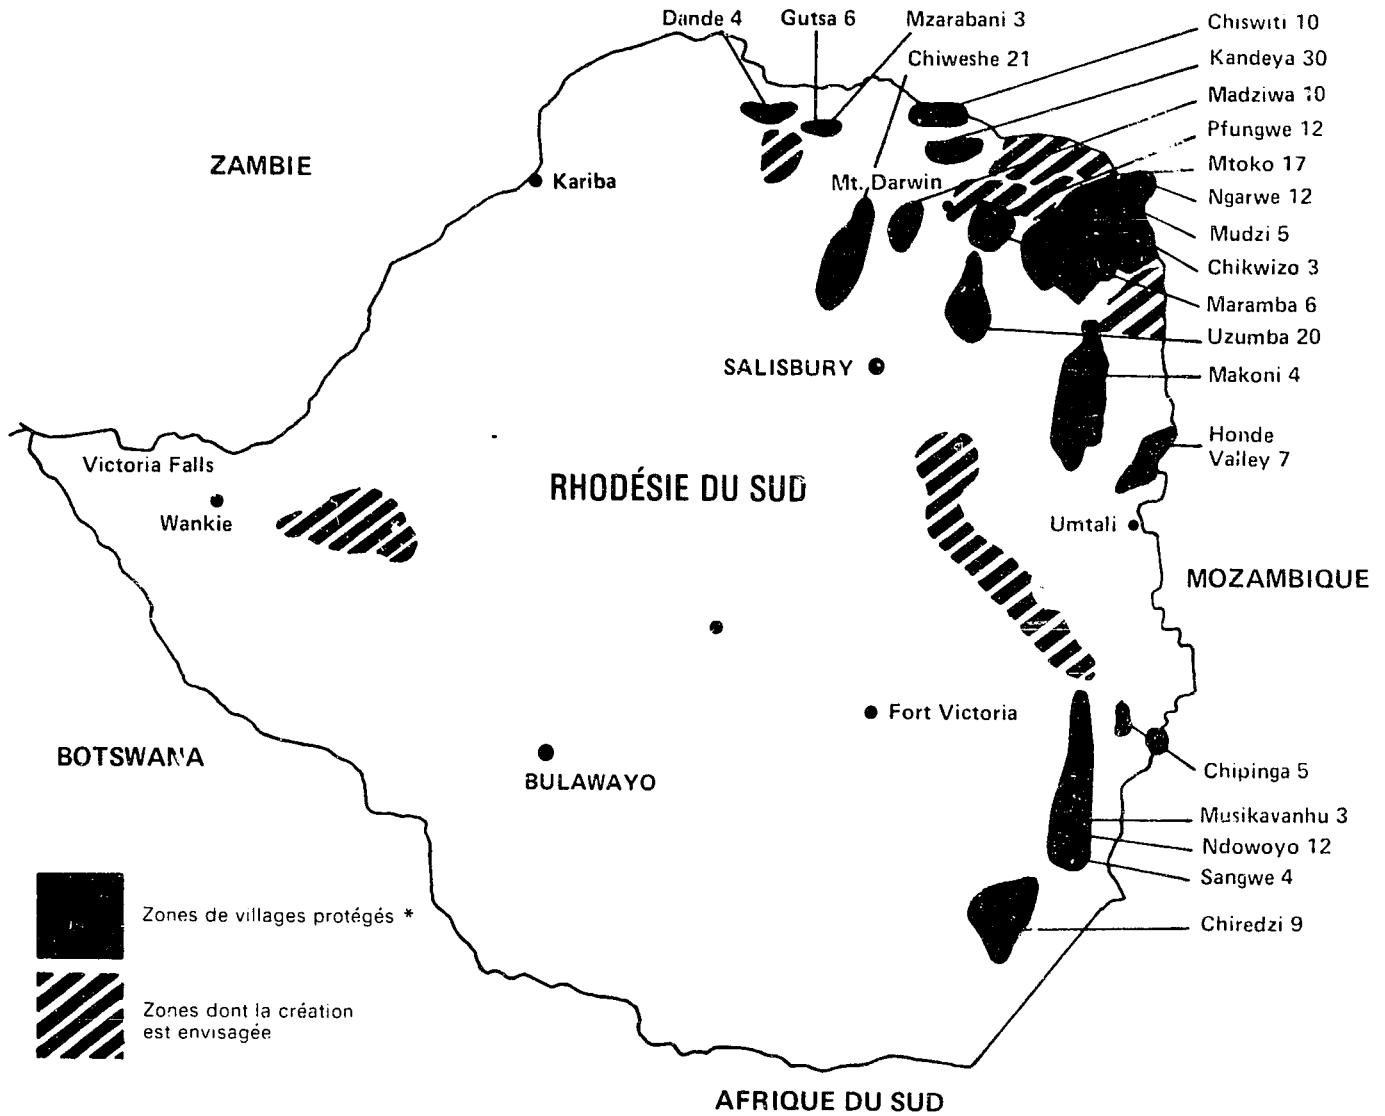 Dande 4
Gutsa 6
Mzarabani 3
Chiweshe 21
Chiswiti 10
Kandeya 30
Madziwa 10
Pfungwe 12
Mtoko 17
Ngarwe 12
Mudzi 5
Chikwizo 3
Maramba 6
Uzumba 20
Makoni 4
Honde
Valley 7
ZAMBIE
Kariba
Mt. Darwin
SALISBURY
Victoria Falls
Wankie
RHODÉSIE DU SUD
Umtali
MOZAMBIQUE
Fort Victoria
BOTSWANA
BULAWAYO
Chipinga 5
Musikavanhu 3
Ndowoyo 12
Sangwe 4
Chiredzi 9
Zones de villages protégés *
Zones dont la création
est envisagée
AFRIQUE DU SUD